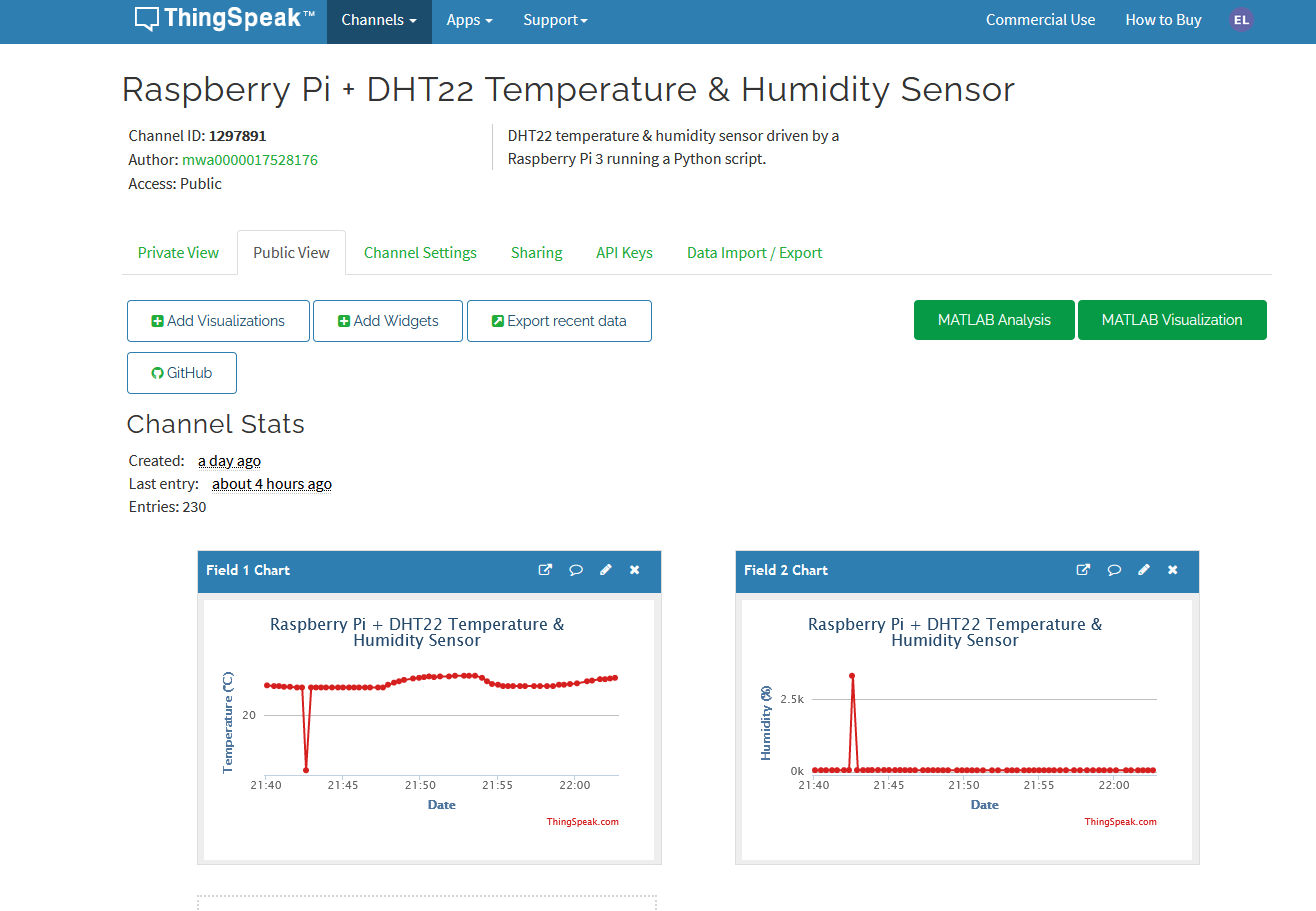 ThingSpeak™ Channels Apps Support Commercial Use How to Buy EL
Raspberry Pi + DHT22 Temperature & Humidity Sensor
Channel ID: 1297891
Author: mwa0000017528176
Access: Public
DHT22 temperature & humidity sensor driven by a
Raspberry Pi 3 running a Python script.
Private View Public View Channel Settings Sharing API Keys Data Import / Export
Add Visualizations Add Widgets Export recent data MATLAB Analysis MATLAB Visualization
GitHub
Channel Stats
Created: a day ago
Last entry: about 4 hours ago
Entries: 230
Field 1 Chart
Raspberry Pi + DHT22 Temperature &
Humidity Sensor
Temperature (°C)
20
21:40 21:45 21:50 21:55 22:00
Date
ThingSpeak.com
Field 2 Chart
Raspberry Pi + DHT22 Temperature &
Humidity Sensor
Humidity (%)
2.5k
0k
21:40 21:45 21:50 21:55 22:00
Date
ThingSpeak.com